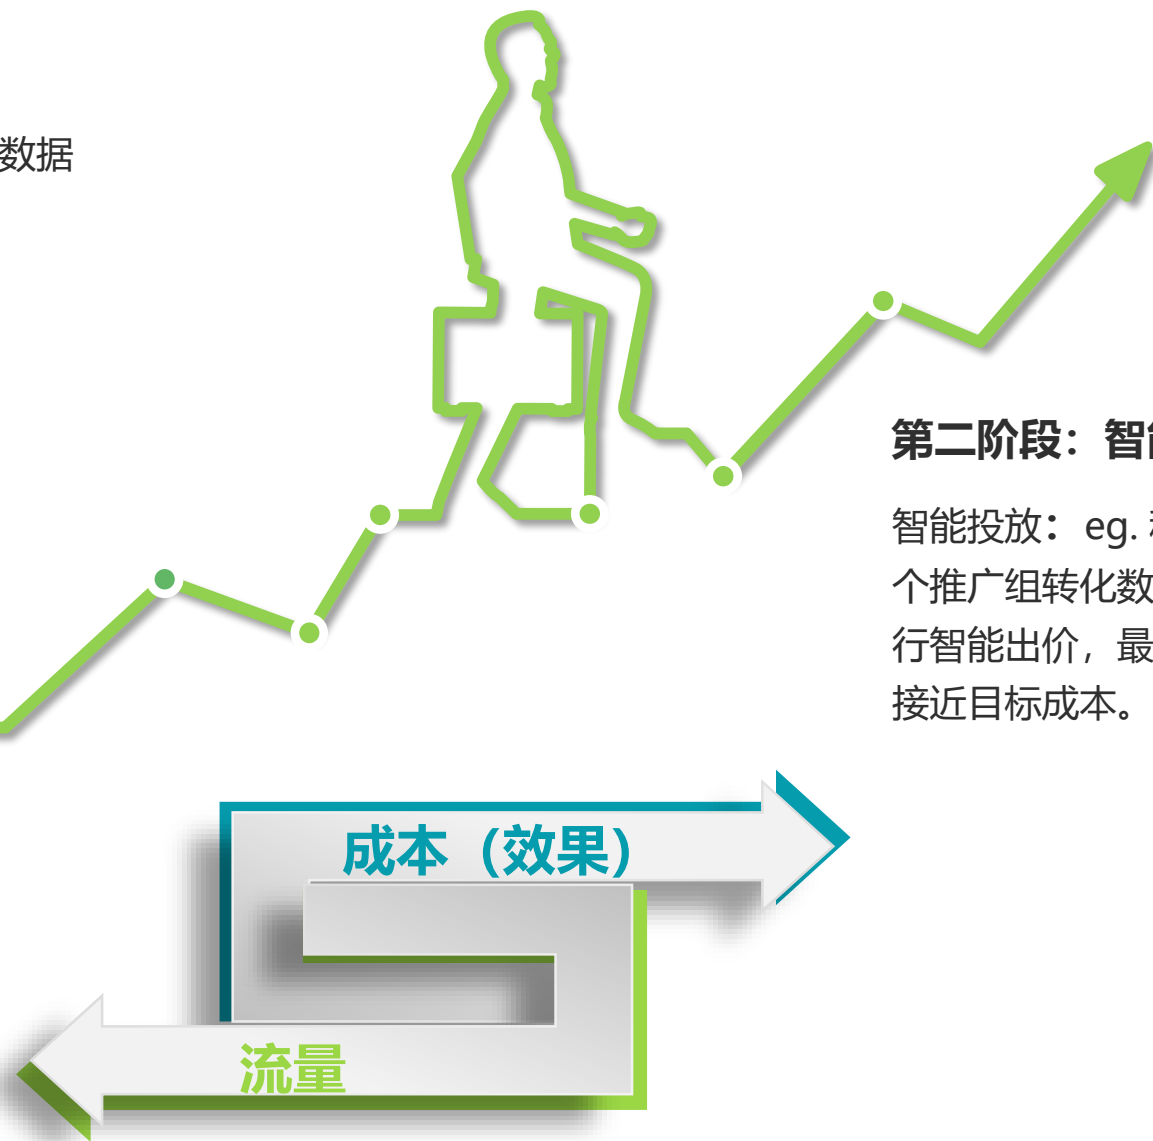 数据
第二阶段：智
智能投放：eg.
个推广组转化数
行智能出价，最
接近目标成本。
成本（效果）
流量